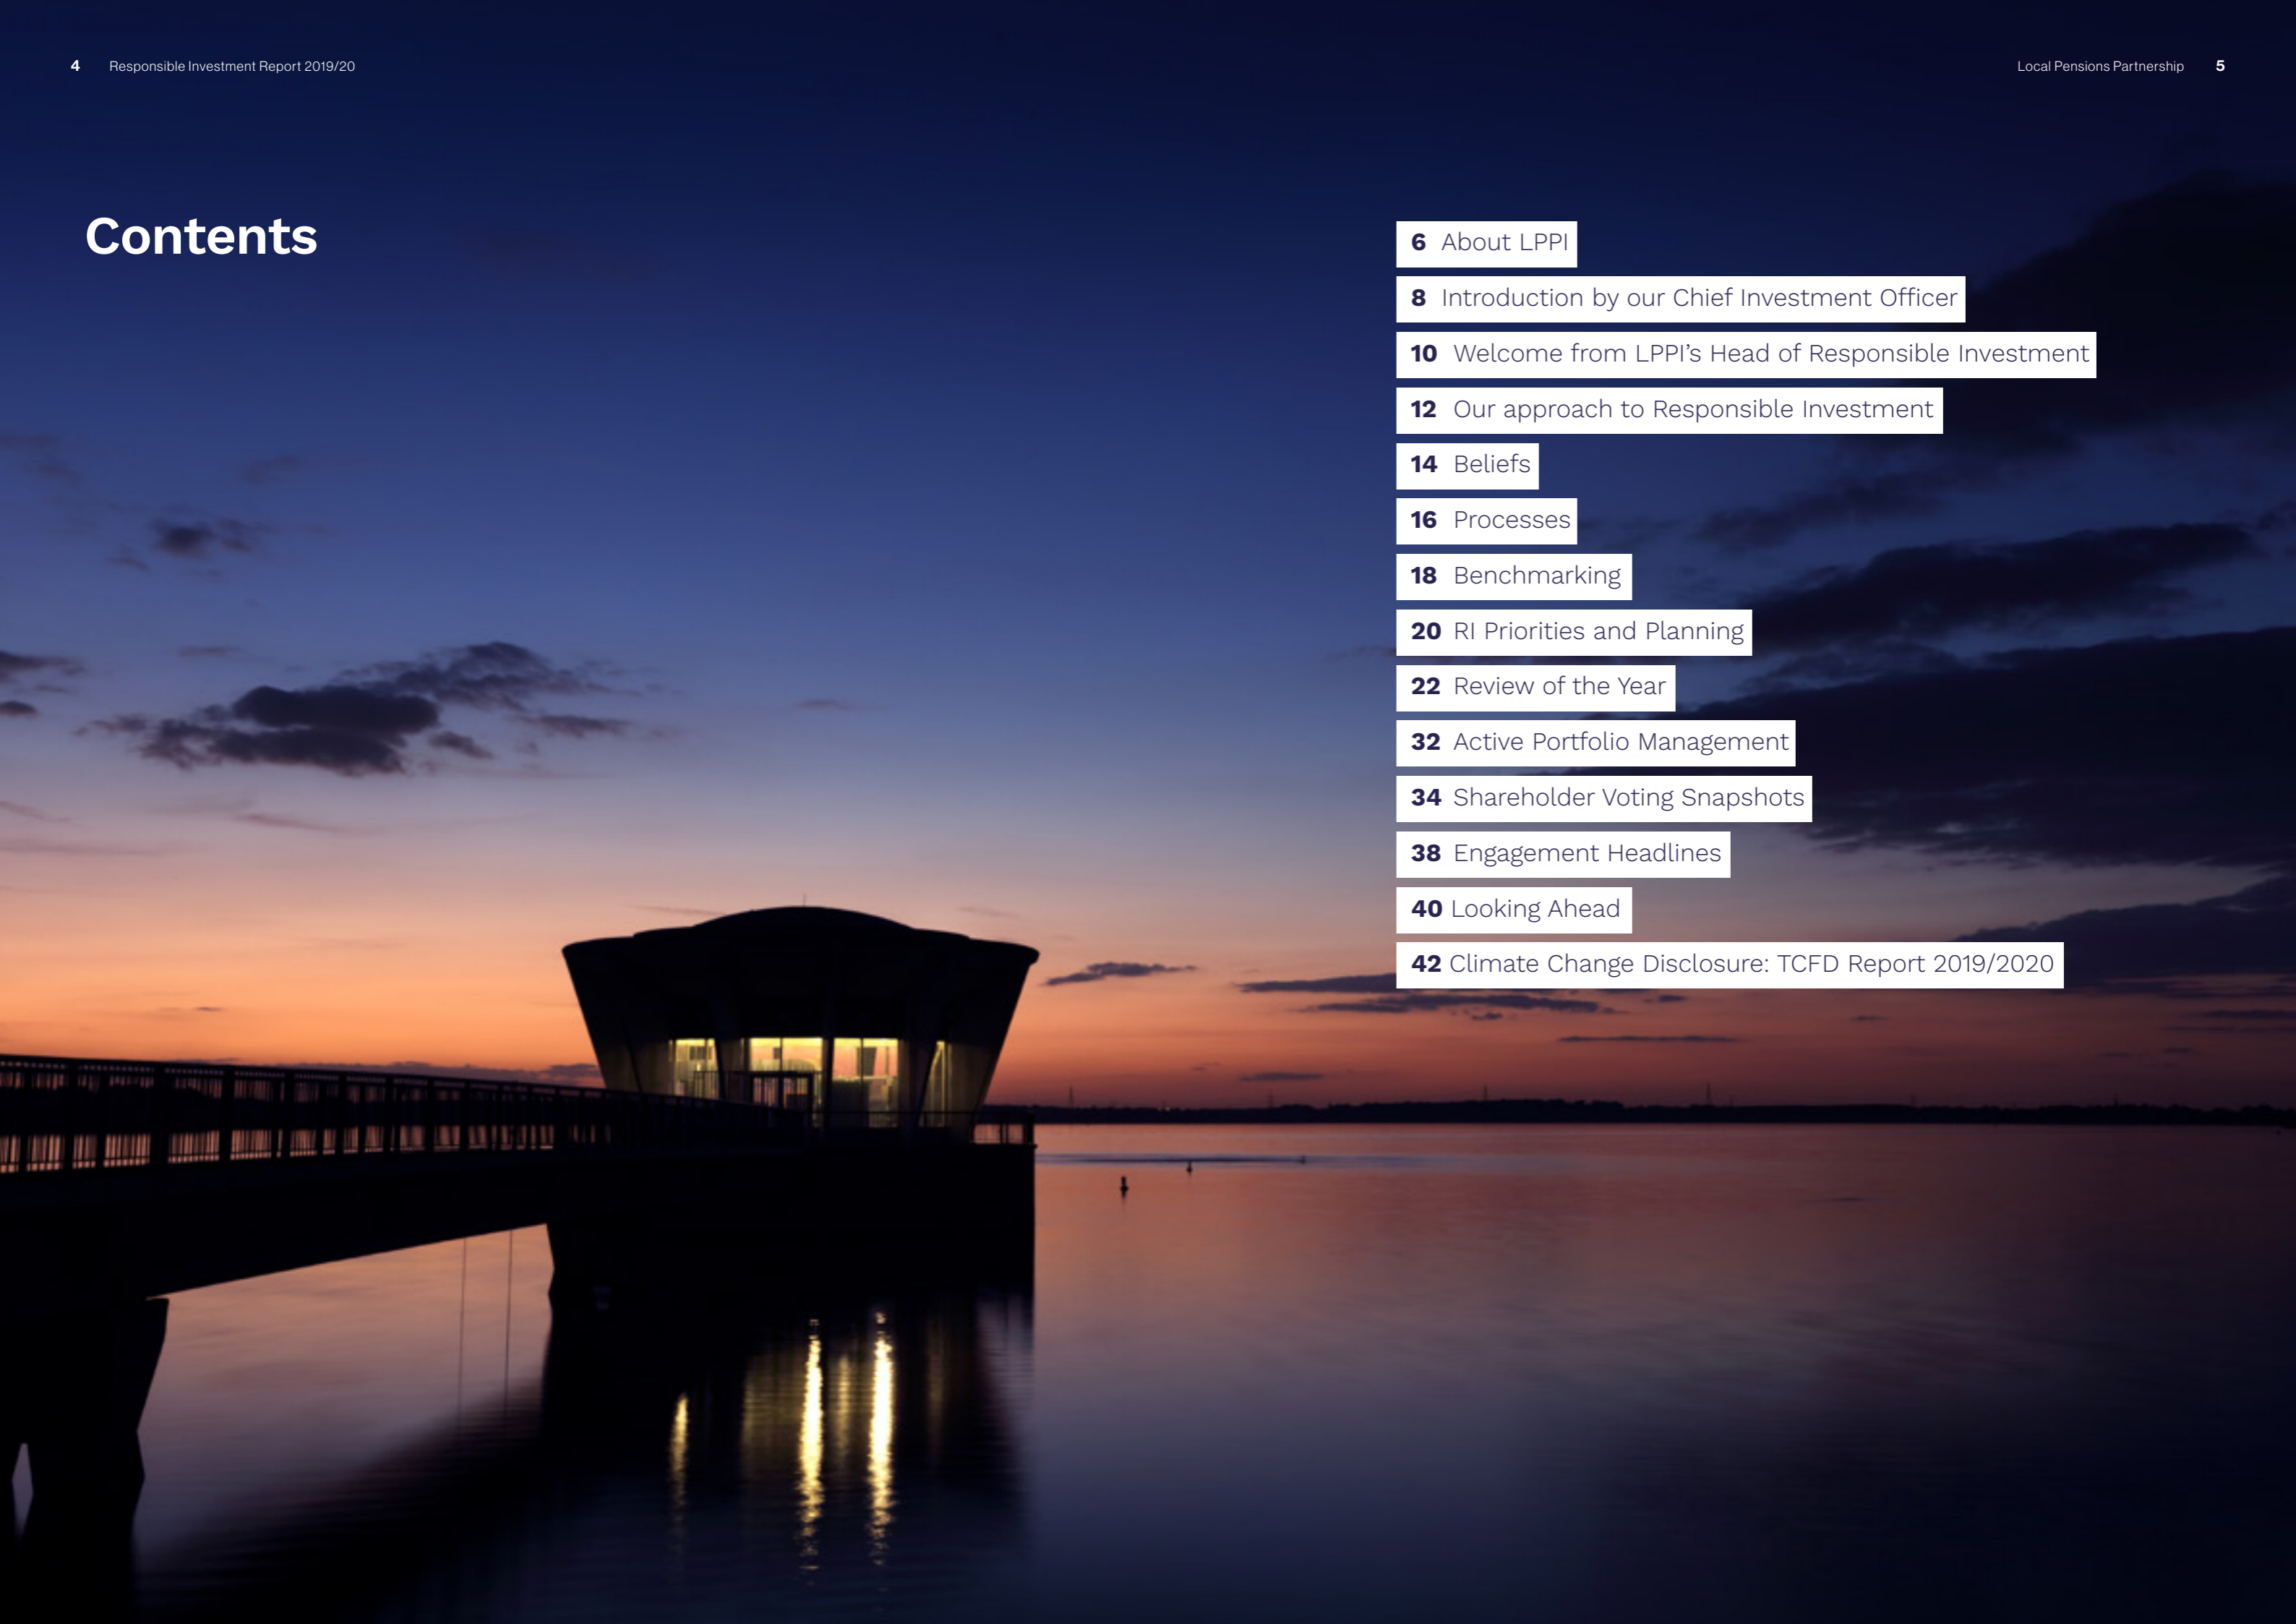 4 Responsible Investment Report 2019/20
Local Pensions Partnership 5
Contents
6 About LPPI
8 Introduction by our Chief Investment Officer
10 Welcome from LPPI’s Head of Responsible Investment
12 Our approach to Responsible Investment
14 Beliefs
16 Processes
18 Benchmarking
20 RI Priorities and Planning
22 Review of the Year
32 Active Portfolio Management
34 Shareholder Voting Snapshots
38 Engagement Headlines
40 Looking Ahead
42 Climate Change Disclosure: TCFD Report 2019/2020